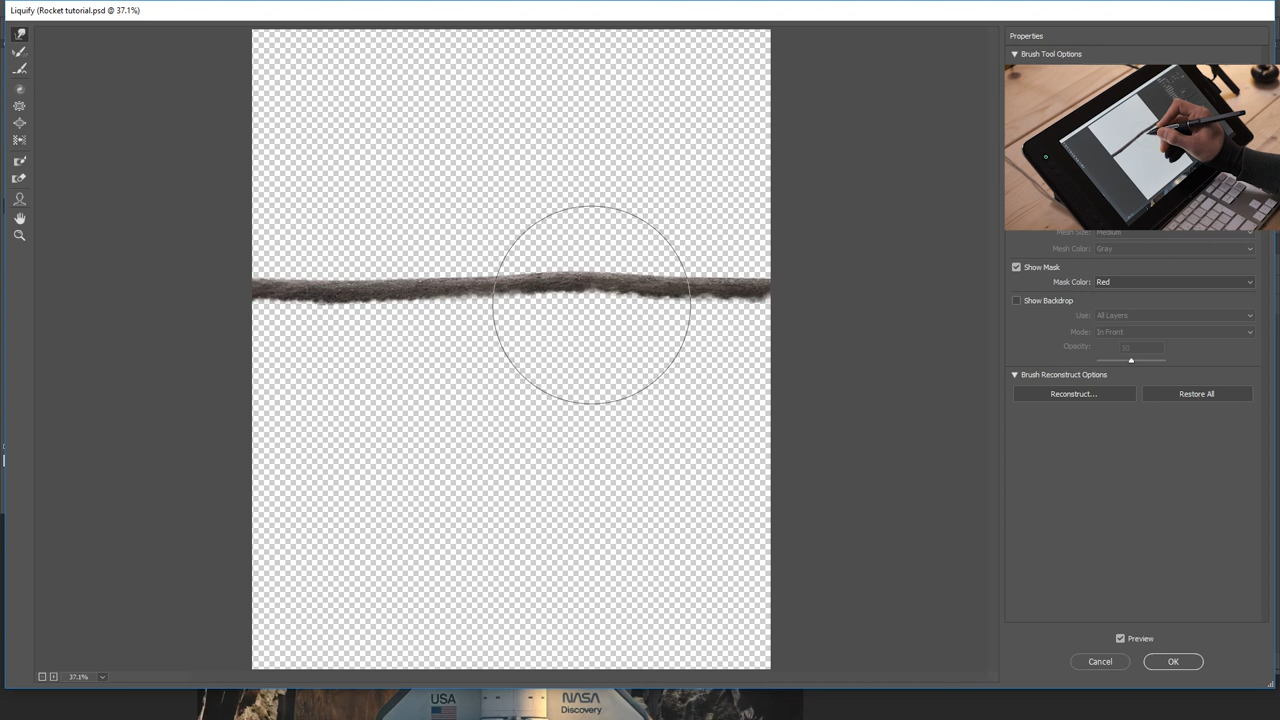 Liquify (Rocket tutorial.psd @ 37.1%)
Properties
Brush Tool Options
Mesh Size: Medium
Mesh Color: Gray
Show Mask
Mask Color: Red
Show Backdrop
Use: All Layers
Mode: In Front
Opacity: 50
Brush Reconstruct Options
Reconstruct... Restore All
Preview
Cancel OK
37.1%
USA NASA
Discovery